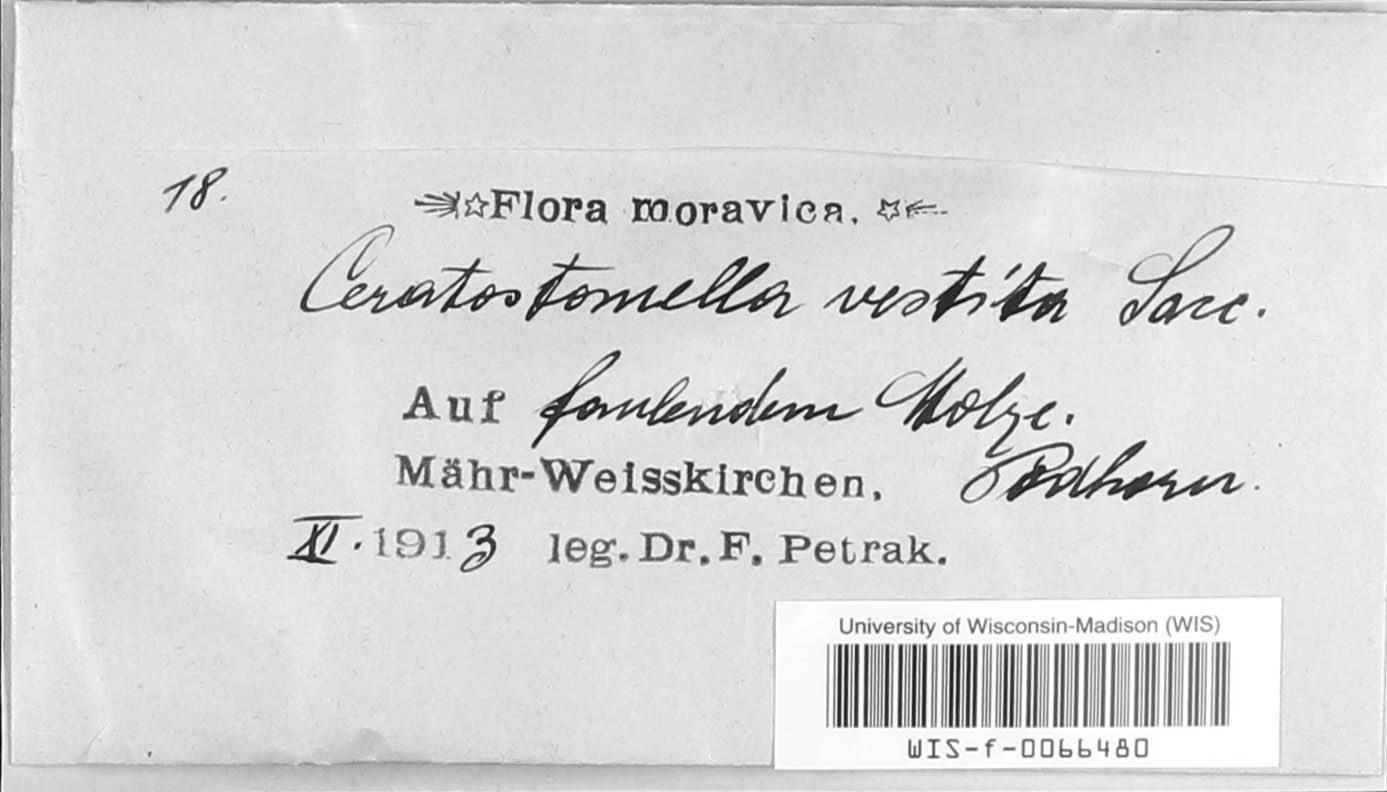 18.
Flora moravica.
Ceratostomella vestita Sacc.
Auf faulendem Holze.
Mähr-Weisskirchen, Podhorn.
XI. 1913 leg. Dr. F. Petrak.
University of Wisconsin-Madison (WIS)
WIS-f-0066480